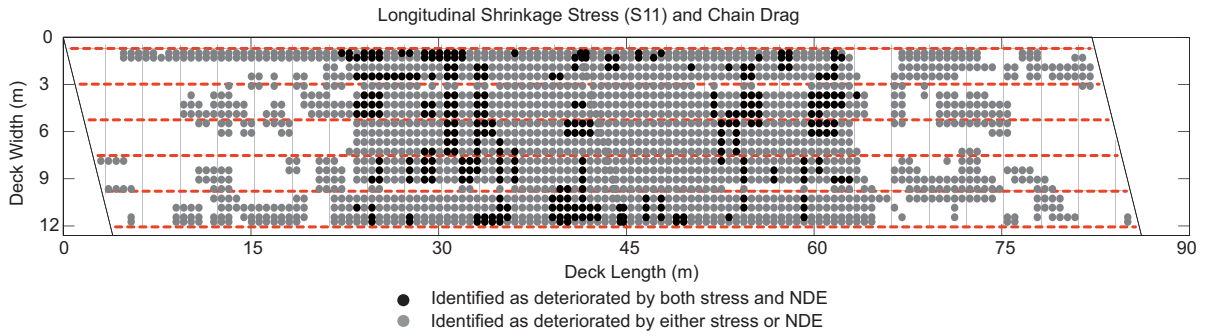 Longitudinal Shrinkage Stress (S11) and Chain Drag
0
3
6
9
12
Deck Width (m)
0 15 30 45 60 75 90
Deck Length (m)
Identified as deteriorated by both stress and NDE
Identified as deteriorated by either stress or NDE